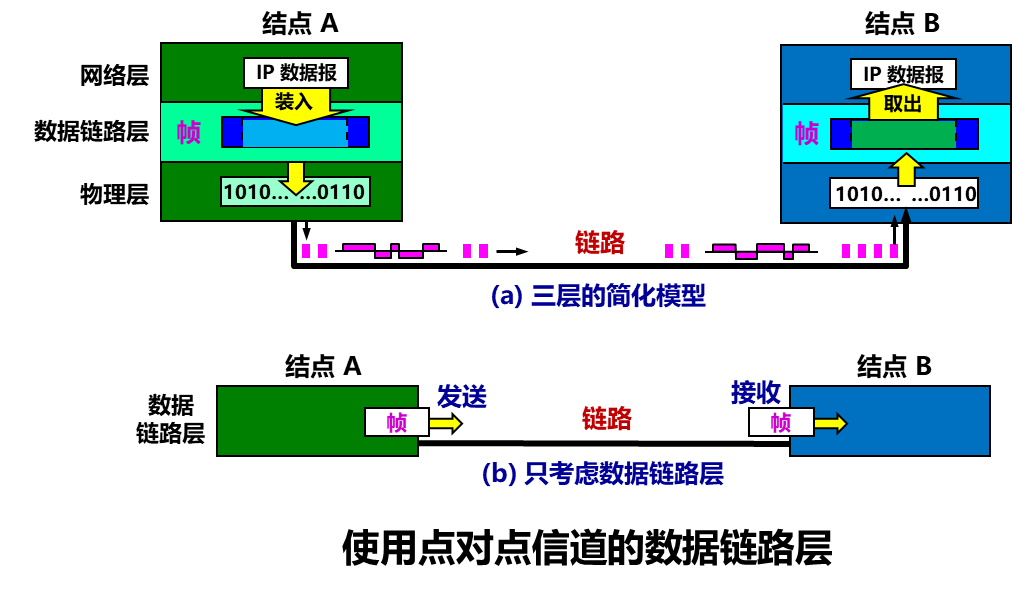 结点 A
结点 B
网络层
IP 数据报
IP 数据报
装入
取出
数据链路层
帧
帧
物理层
1010... ...0110
1010... ...0110
链路
(a) 三层的简化模型
结点 A
结点 B
数据
链路层
发送
接收
帧
链路
帧
(b) 只考虑数据链路层
使用点对点信道的数据链路层